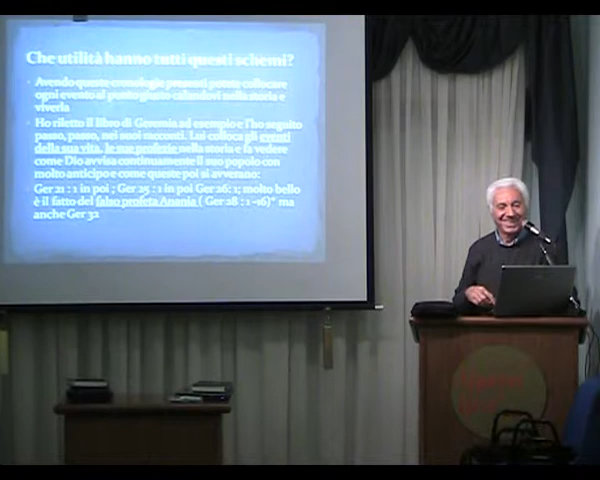 Che utilità hanno tutti questi schemi?
Avendo queste cronologie presenti potete collocare
ogni evento al punto giusto calandovi nella storia e
viverla
Ho riletto il libro di Geremia ad esempio e l'ho seguito
passo, passo, nei suoi racconti. Lui colloca gli eventi
della sua vita, le sue profezie nella storia e fa vedere
come Dio avvisa continuamente il suo popolo con
molto anticipo e come queste poi si avverano:
Ger 21 : 1 in poi ; Ger 25 : 1 in poi Ger 26: 1; molto bello
è il fatto del falso profeta Anania ( Ger 28 : 1 -16)" ma
anche Ger 32